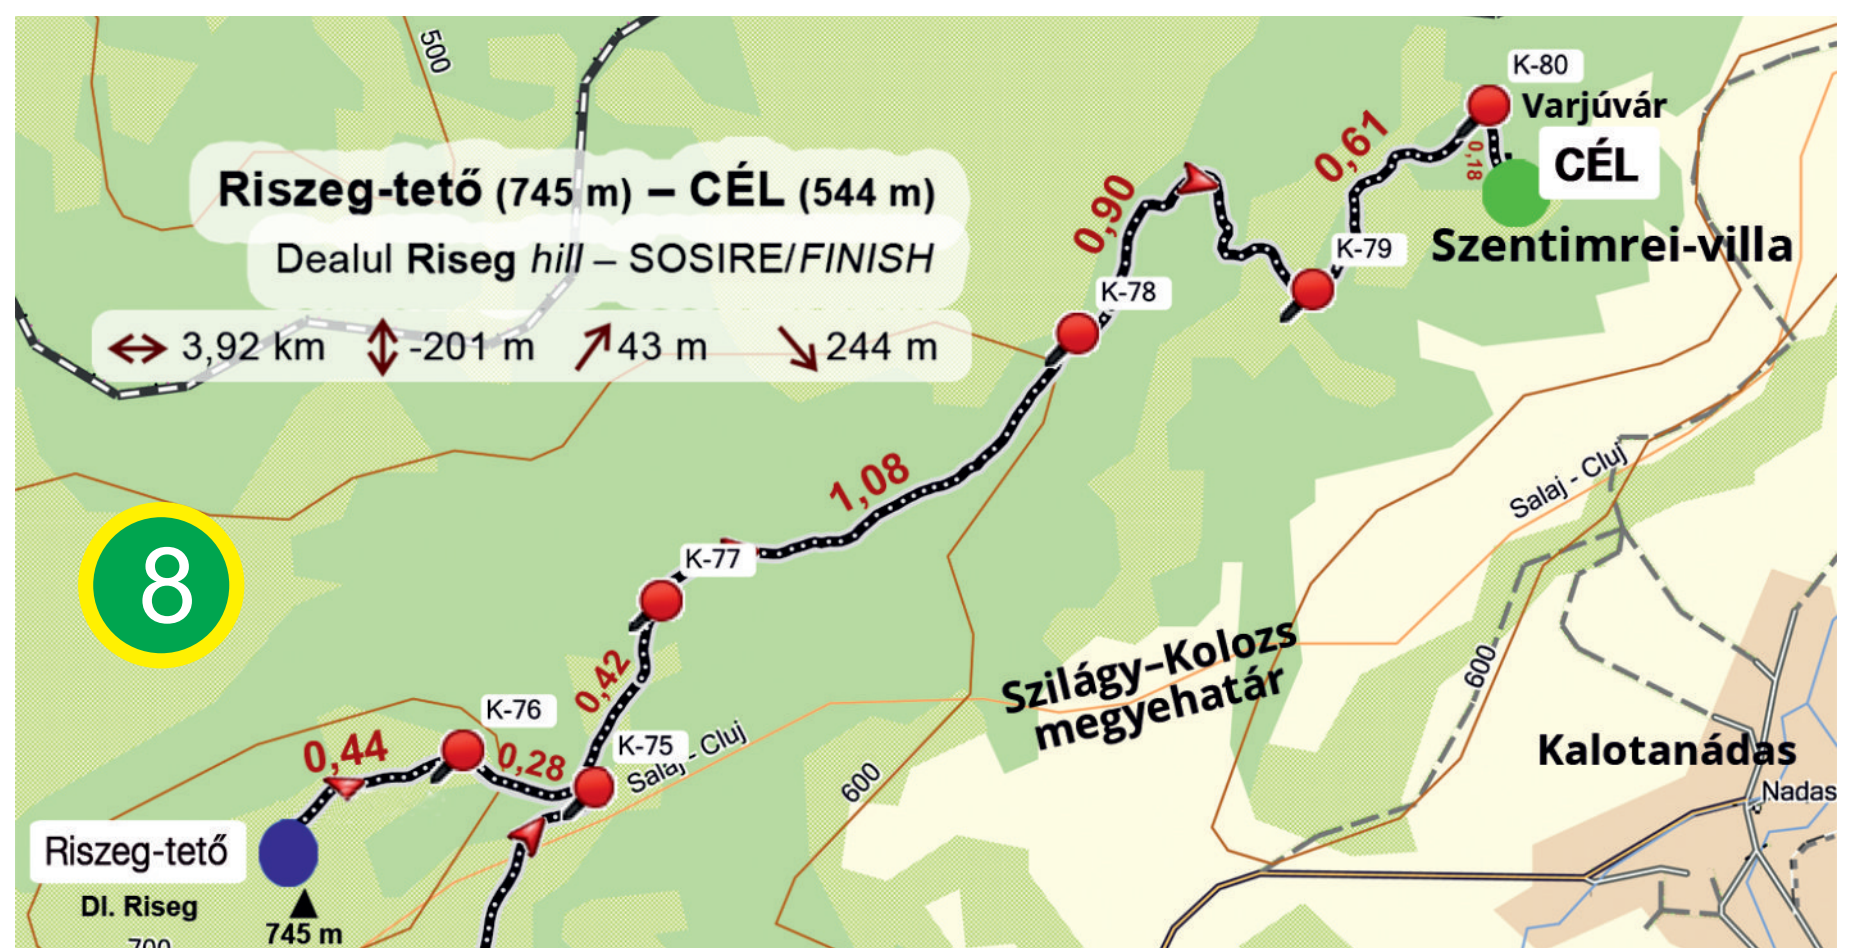 500
K-80
Varjúvár
CÉL
0,18
0,61
Szentimrei-villa
K-79
0,90
K-78
Riszeg-tető (745 m) – CÉL (544 m)
Dealul Riseg hill – SOSIRE/FINISH
3,92 km -201 m 43 m 244 m
1,08
Salaj - Cluj
K-77
8
0,42
Szilágy–Kolozs
megyehatár
600
K-76
0,44
0,28
K-75
Salaj - Cluj
600
Kalotanádas
Nadas
Riszeg-tető
Dl. Riseg
745 m
700